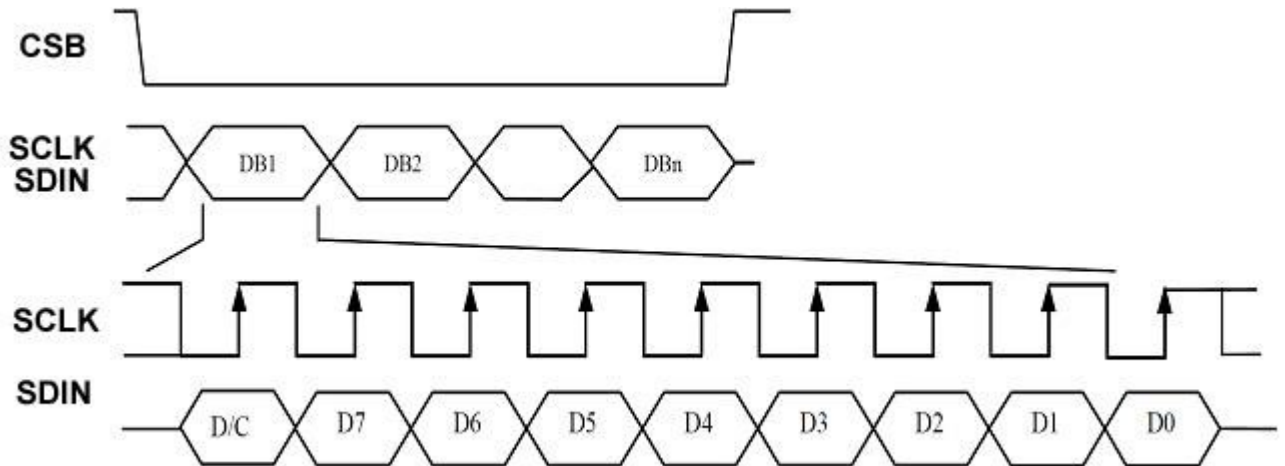 CSB
SCLK
SDIN
DB1 DB2 DBn
SCLK
SDIN
D/C D7 D6 D5 D4 D3 D2 D1 D0